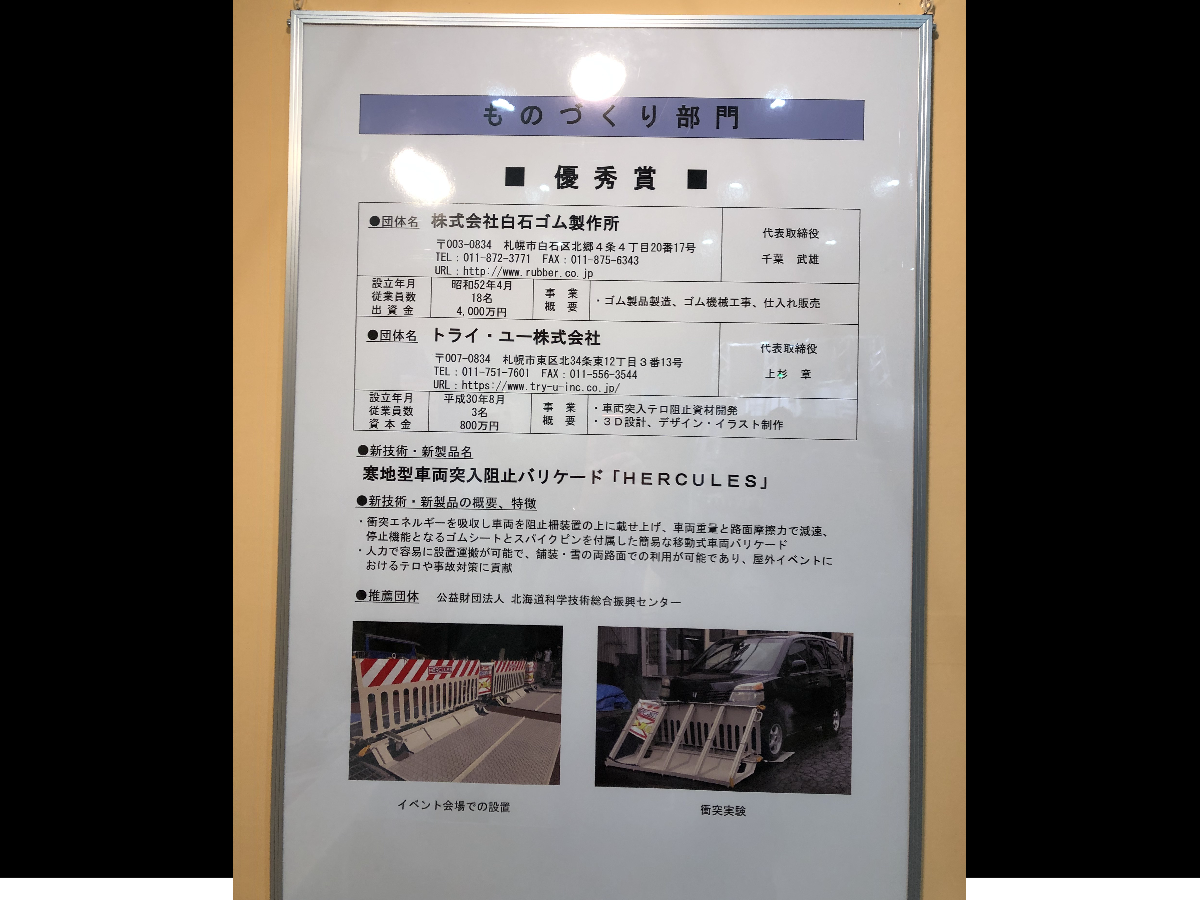 ものづくり部門
■ 優秀賞 ■
●団体名 株式会社白石ゴム製作所
〒003-0834 札幌市白石区北郷4条4丁目20番17号
TEL：011-872-3771 FAX：011-875-6343
URL：http://www.rubber.co.jp
代表取締役
千葉 武雄
設立年月 昭和52年4月
従業員数 18名
出資金 4,000万円
事業
概要
・ゴム製品製造、ゴム機械工事、仕入れ販売
●団体名 トライ・ユー株式会社
〒007-0834 札幌市東区北34条東12丁目3番13号
TEL：011-751-7601 FAX：011-556-3544
URL：https://www.try-u-inc.co.jp/
代表取締役
上杉 章
設立年月 平成30年8月
従業員数 3名
資本金 800万円
事業
概要
・車両突入テロ阻止資材開発
・3D設計、デザイン・イラスト制作
●新技術・新製品名
寒地型車両突入阻止バリケード「HERCULES」
●新技術・新製品の概要、特徴
・衝突エネルギーを吸収し車両を阻止柵装置の上に載せ上げ、車両重量と路面摩擦力で減速、
停止機能となるゴムシートとスパイクピンを付属した簡易な移動式車両バリケード
・人力で容易に設置運搬が可能で、舗装・雪の両路面での利用が可能であり、屋外イベントに
おけるテロや事故対策に貢献
●推薦団体 公益財団法人 北海道科学技術総合振興センター
イベント会場での設置
衝突実験